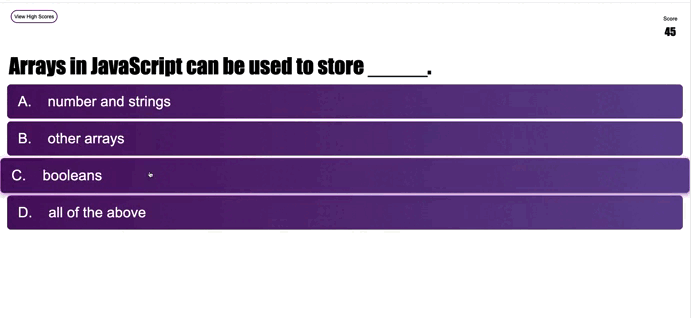 View High Scores
Score
45
Arrays in JavaScript can be used to store ______.
A. number and strings
B. other arrays
C. booleans
D. all of the above